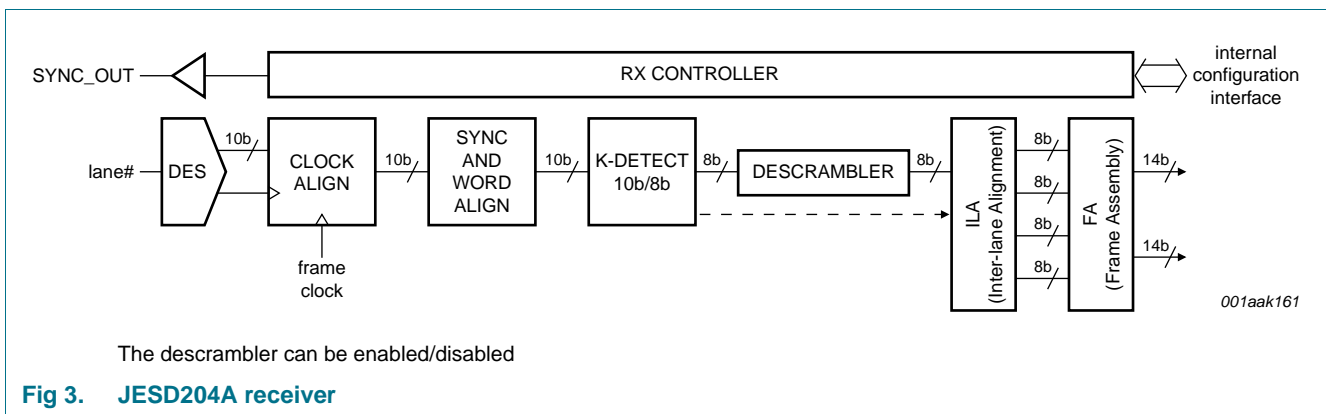 SYNC_OUT
RX CONTROLLER
internal
configuration
interface
lane#
DES
10b
CLOCK
ALIGN
frame
clock
10b
SYNC
AND
WORD
ALIGN
10b
K-DETECT
10b/8b
8b
DESCRAMBLER
8b
ILA
(Inter-lane Alignment)
8b
8b
8b
8b
FA
(Frame Assembly)
14b
14b
001aak161
The descrambler can be enabled/disabled
Fig 3. JESD204A receiver